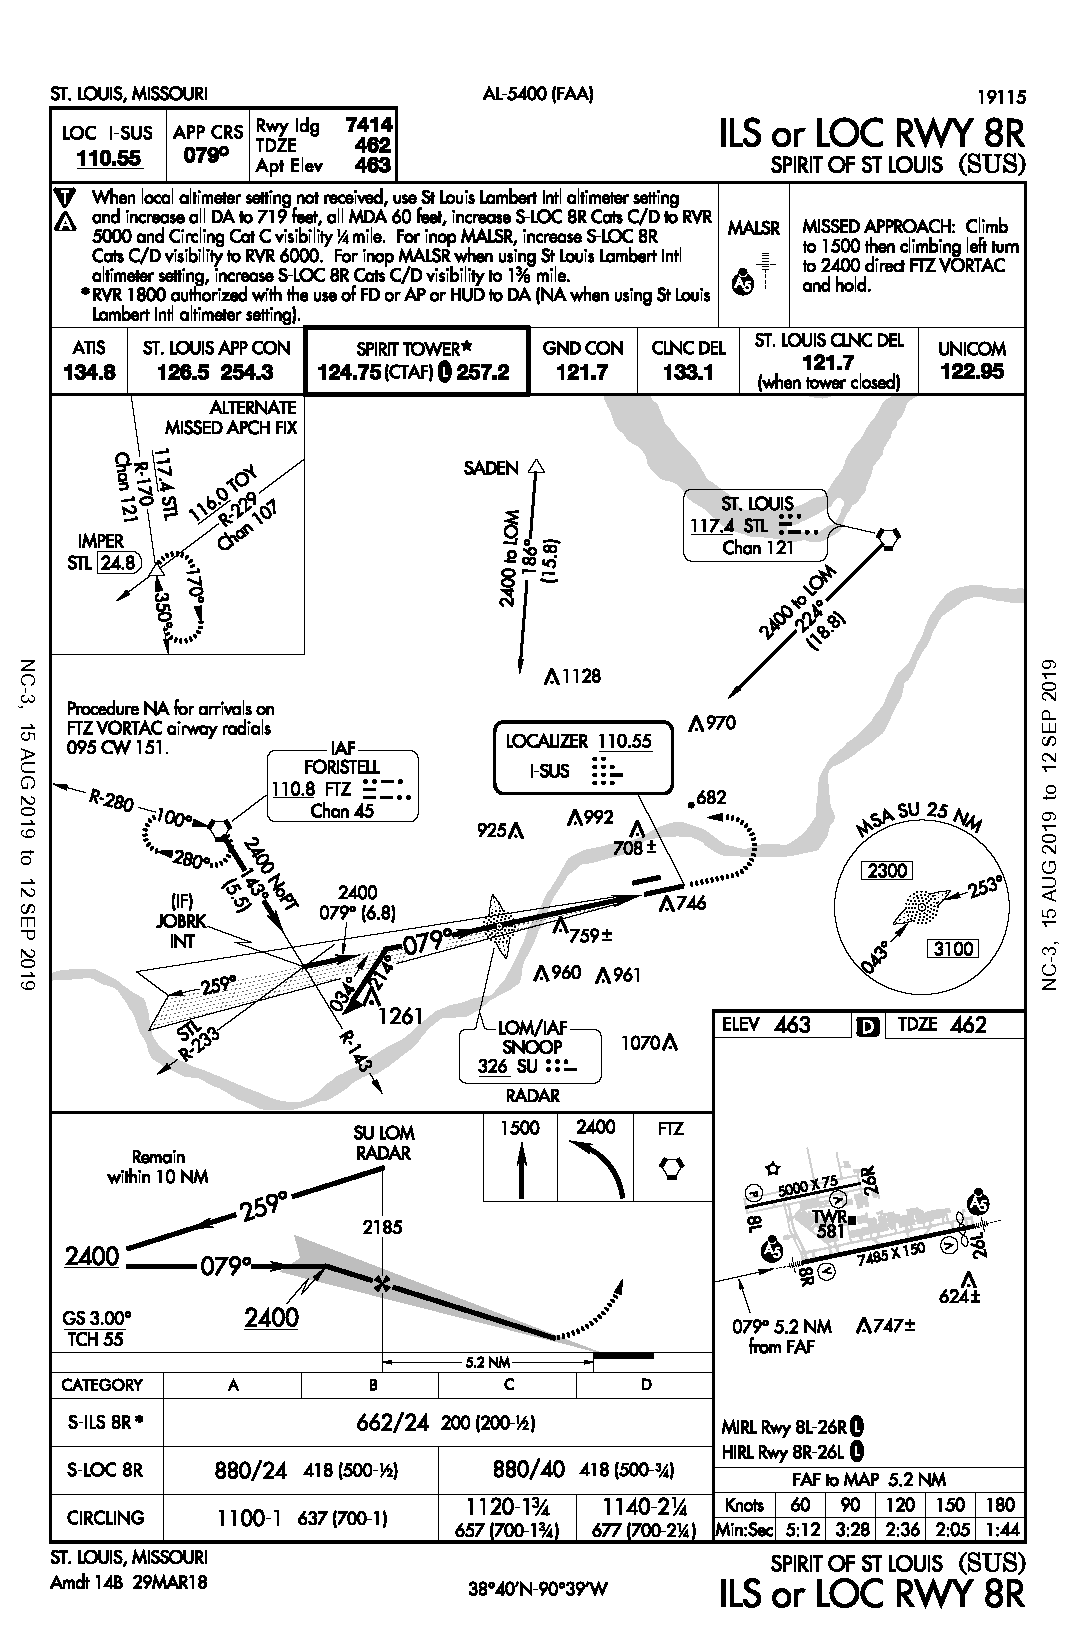 ST. LOUIS, MISSOURI
AL-5400 (FAA)
19115
LOC I-SUS
110.55
APP CRS
079°
Rwy ldg 7414
TDZE 462
Apt Elev 463
ILS or LOC RWY 8R
SPIRIT OF ST LOUIS (SUS)
T
A
When local altimeter setting not received, use St Louis Lambert Intl altimeter setting
and increase all DA to 719 feet, all MDA 60 feet, increase S-LOC 8R Cats C/D to RVR
5000 and Circling Cat C visibility ¼ mile. For inop MALSR, increase S-LOC 8R
Cats C/D visibility to RVR 6000. For inop MALSR when using St Louis Lambert Intl
altimeter setting, increase S-LOC 8R Cats C/D visibility to 1⅜ mile.
*RVR 1800 authorized with the use of FD or AP or HUD to DA (NA when using St Louis
Lambert Intl altimeter setting).
MALSR
A5
MISSED APPROACH: Climb
to 1500 then climbing left turn
to 2400 direct FTZ VORTAC
and hold.
ATIS
134.8
ST. LOUIS APP CON
126.5 254.3
SPIRIT TOWER*
124.75 (CTAF) L 257.2
GND CON
121.7
CLNC DEL
133.1
ST. LOUIS CLNC DEL
121.7
(when tower closed)
UNICOM
122.95
ALTERNATE
MISSED APCH FIX
117.4 STL
R-170
Chan 121
116.0 TOY
R-229
Chan 107
IMPER
STL 24.8
170°
350°
SADEN
2400 to LOM
186°
(15.8)
ST. LOUIS
117.4 STL
Chan 121
2400 to LOM
224°
(18.8)
1128
970
Procedure NA for arrivals on
FTZ VORTAC airway radials
095 CW 151.
IAF
FORISTELL
110.8 FTZ
Chan 45
LOCALIZER 110.55
I-SUS
R-280
100°
280°
2400 NoPT
143°
(5.5)
925
992
708±
682
746
(IF)
JOBRK
INT
2400
079° (6.8)
079°
759±
960
961
259°
034°
214°
1261
STL
R-233
R-143
LOM/IAF
SNOOP
326 SU
RADAR
1070
MSA SU 25 NM
2300
253°
043°
3100
NC-3, 15 AUG 2019 to 12 SEP 2019
NC-3, 15 AUG 2019 to 12 SEP 2019
ELEV 463
D
TDZE 462
5000 X 75
8L
26R
P
V
TWR
581
A5
A5
7485 X 150
8R
26L
V
V
624±
079° 5.2 NM
from FAF
747±
MIRL Rwy 8L-26R L
HIRL Rwy 8R-26L L
FAF to MAP 5.2 NM
Knots 60 90 120 150 180
Min:Sec 5:12 3:28 2:36 2:05 1:44
Remain
within 10 NM
SU LOM
RADAR
1500
2400
FTZ
259°
2185
2400
079°
2400
GS 3.00°
TCH 55
5.2 NM
CATEGORY A B C D
S-ILS 8R* 662/24 200 (200-½)
S-LOC 8R 880/24 418 (500-½) 880/40 418 (500-¾)
CIRCLING 1100-1 637 (700-1) 1120-1¾ 657 (700-1¾) 1140-2¼ 677 (700-2¼)
ST. LOUIS, MISSOURI
Amdt 14B 29MAR18
38°40'N-90°39'W
SPIRIT OF ST LOUIS (SUS)
ILS or LOC RWY 8R